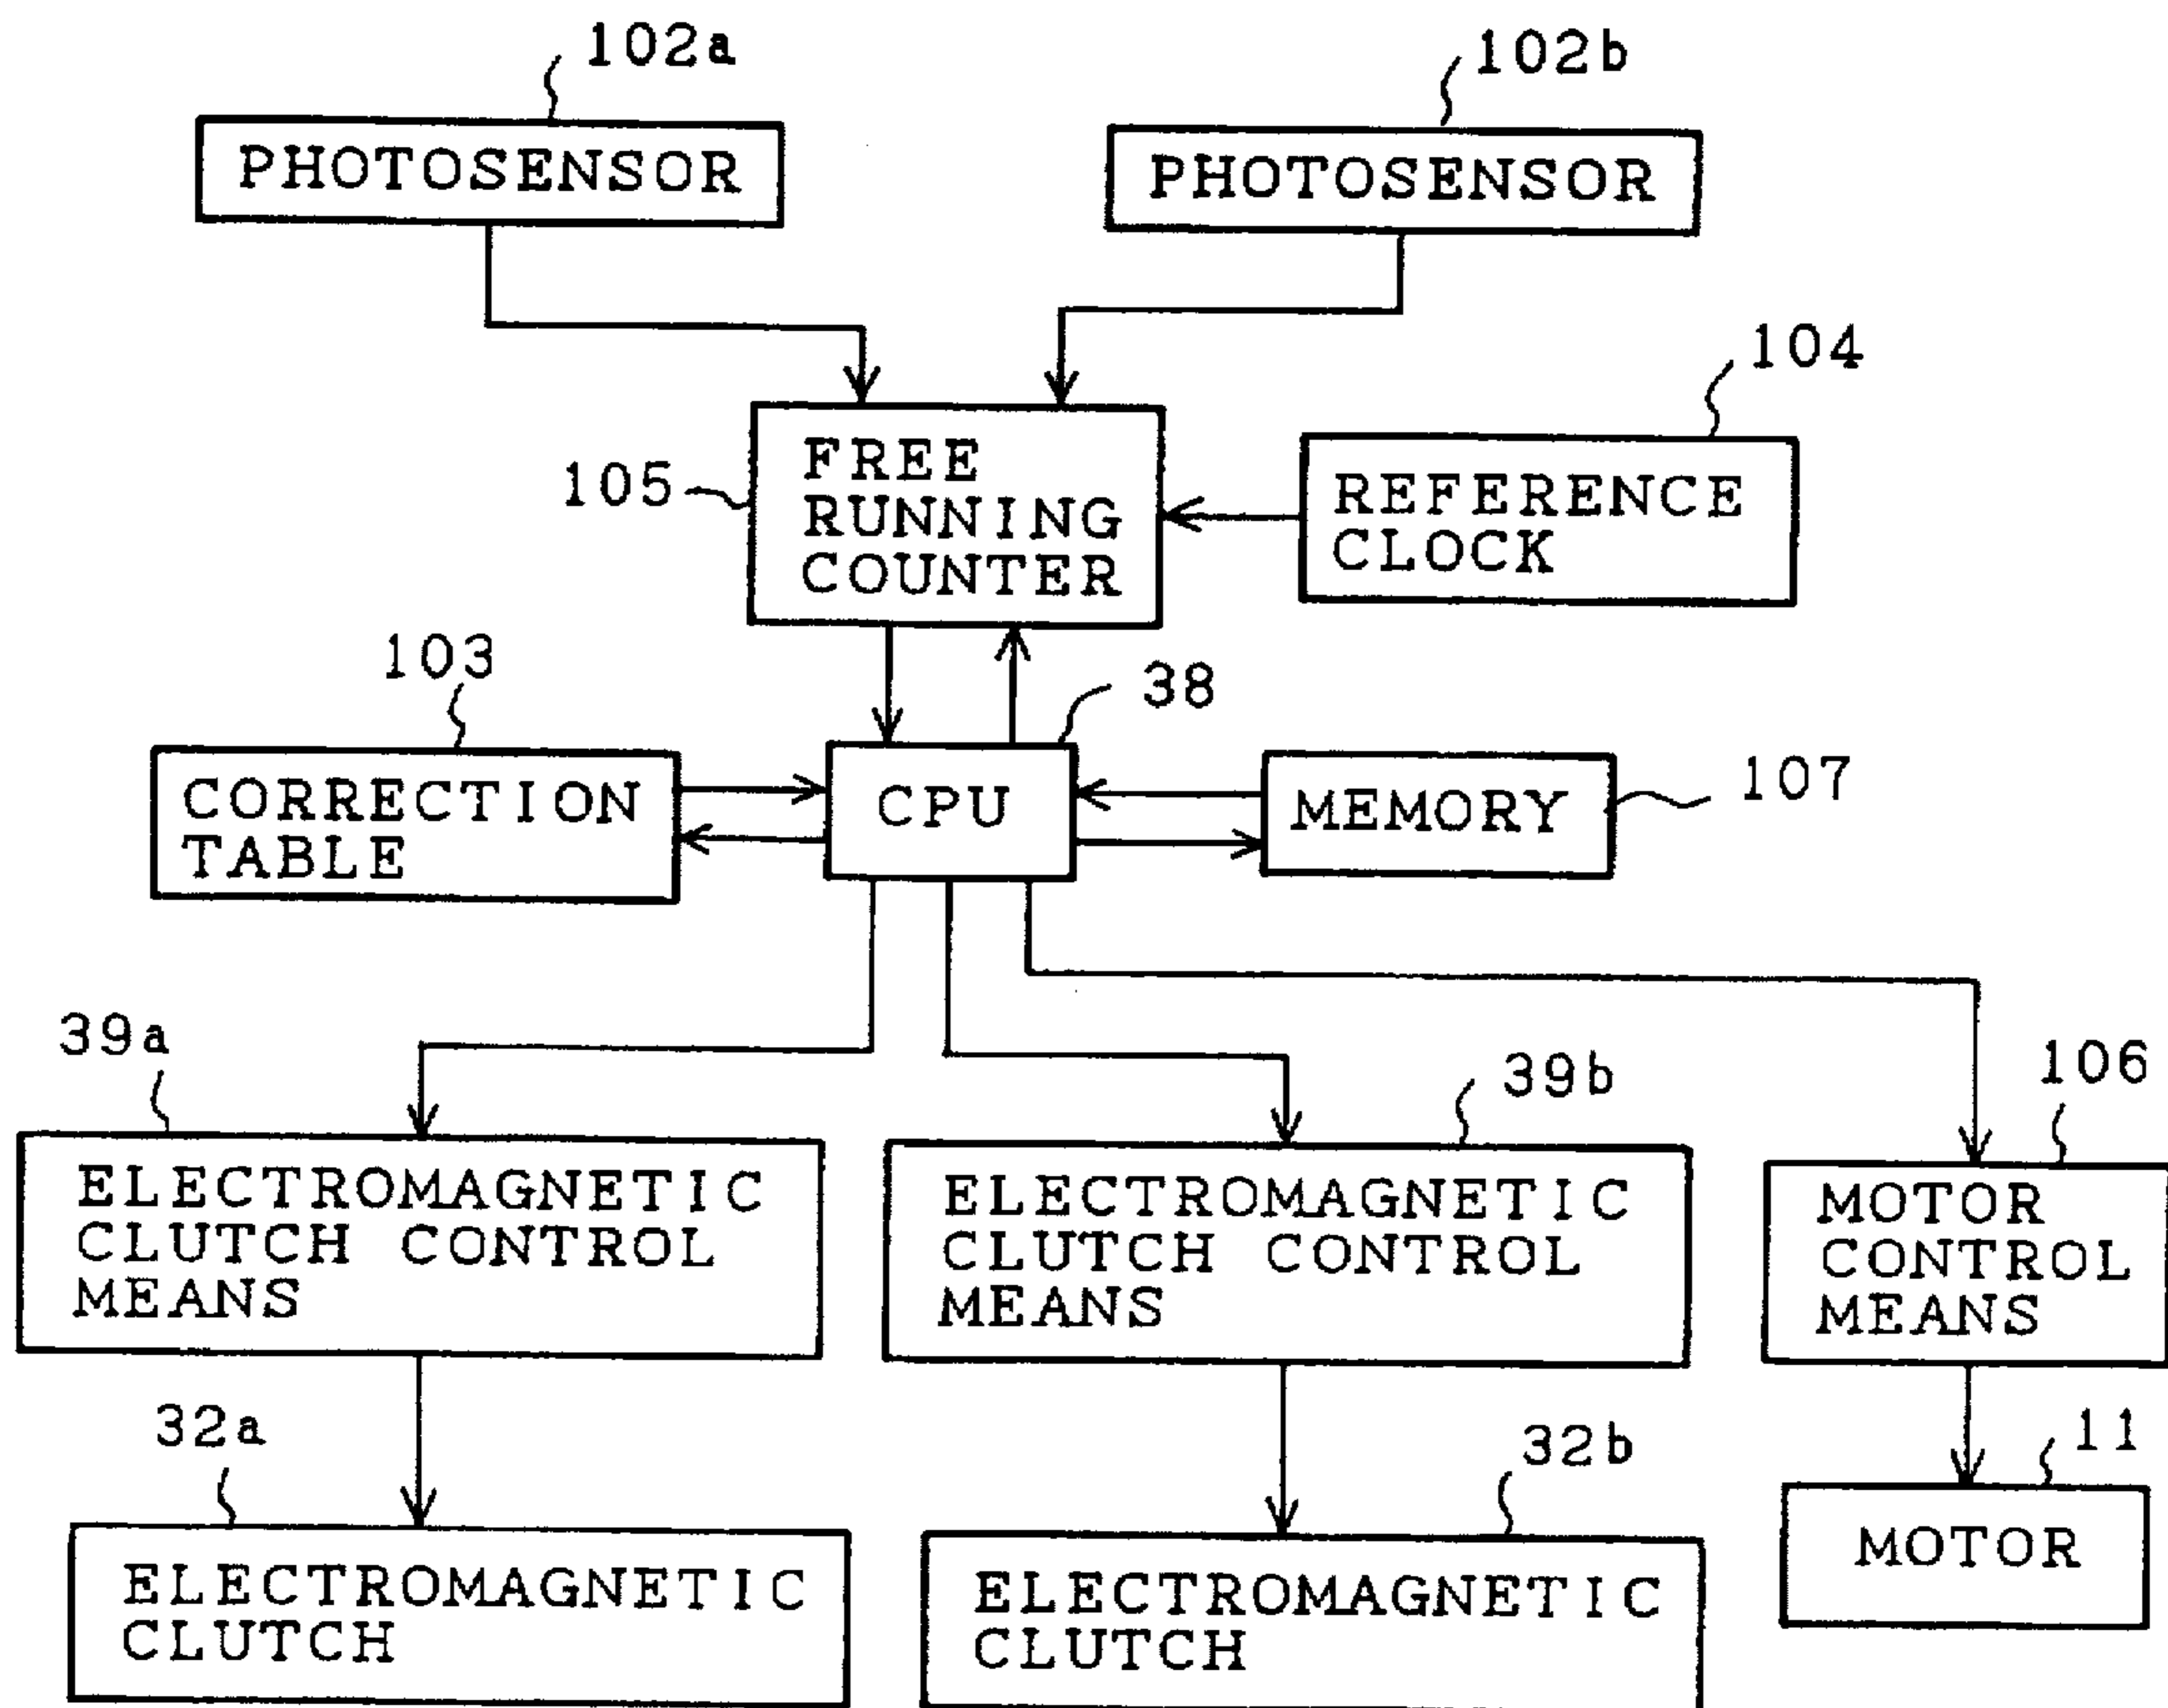 102a
102b
PHOTOSENSOR
PHOTOSENSOR
104
105
FREE
RUNNING
COUNTER
REFERENCE
CLOCK
103
38
CORRECTION
TABLE
CPU
MEMORY
107
39a
39b
106
ELECTROMAGNETIC
CLUTCH CONTROL
MEANS
ELECTROMAGNETIC
CLUTCH CONTROL
MEANS
MOTOR
CONTROL
MEANS
32a
32b
11
ELECTROMAGNETIC
CLUTCH
ELECTROMAGNETIC
CLUTCH
MOTOR